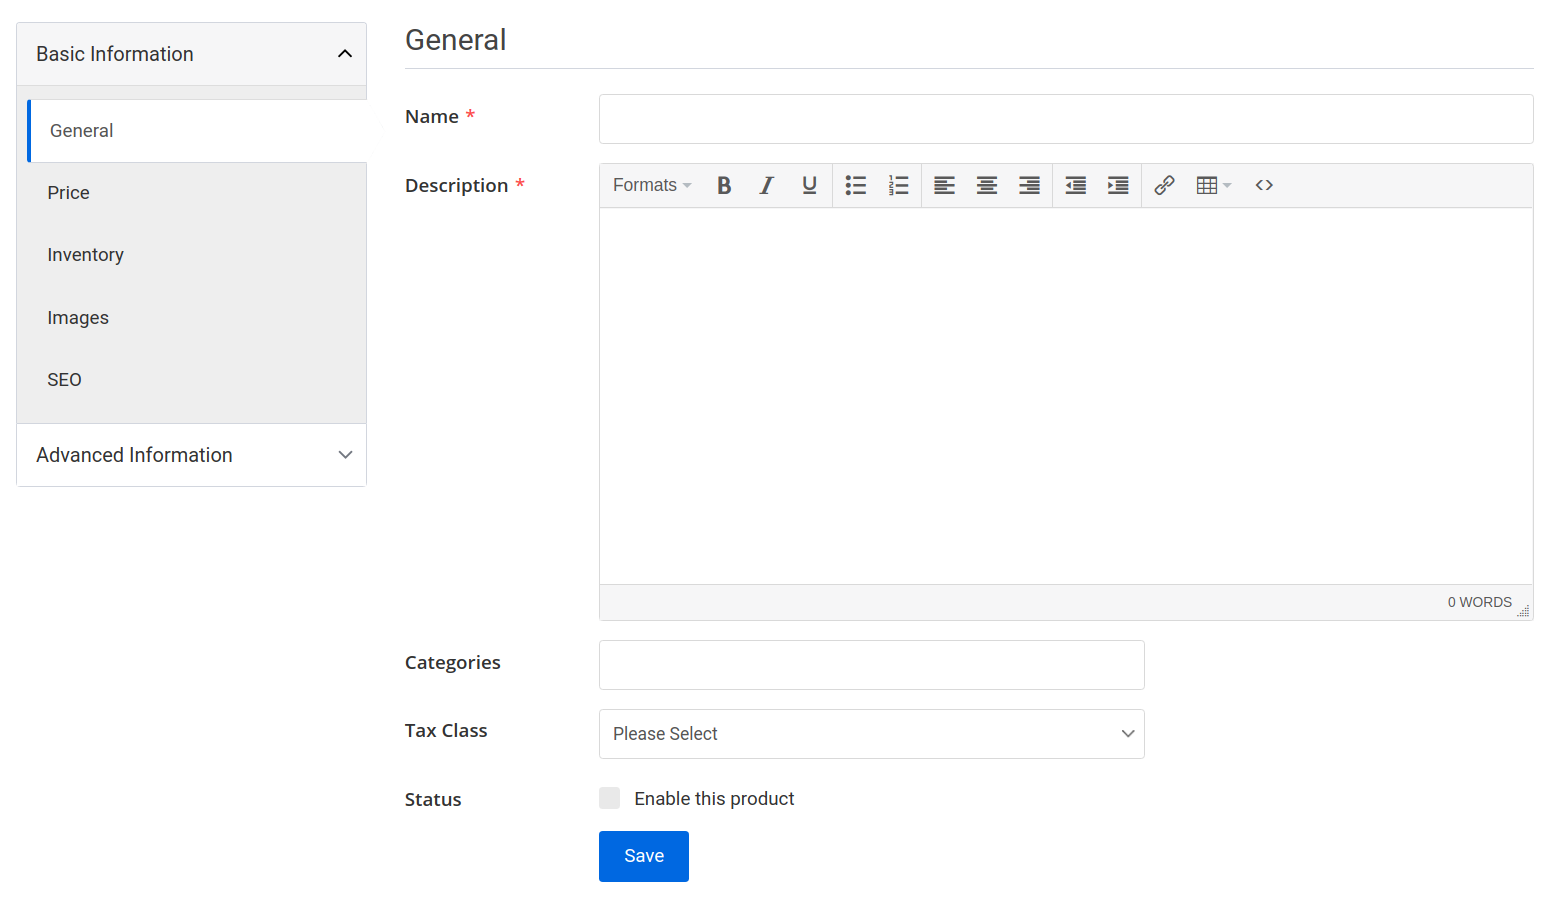 Basic Information
General
Price
Inventory
Images
SEO
Advanced Information
General
Name *
Description *
Formats
0 WORDS
Categories
Tax Class
Please Select
Status
Enable this product
Save